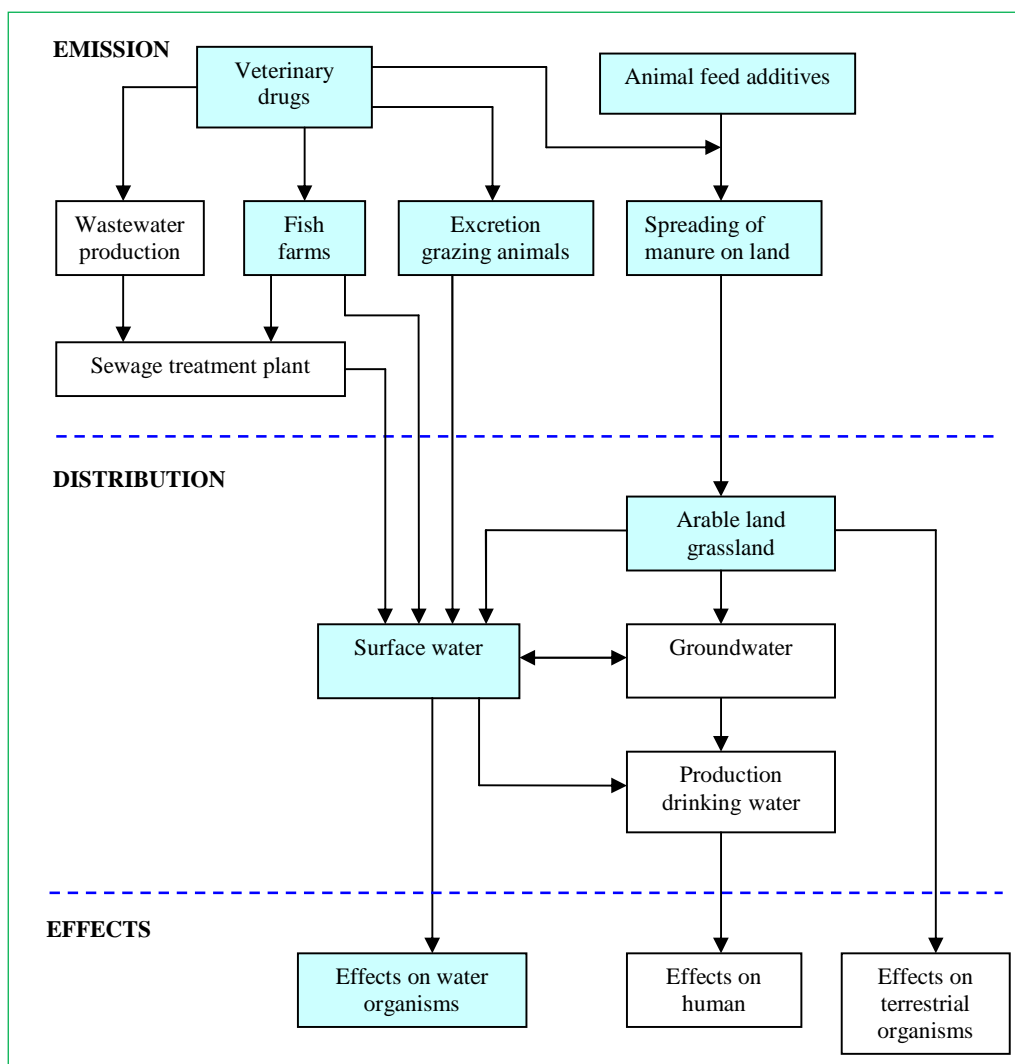 EMISSION
Veterinary
drugs
Animal feed additives
Wastewater
production
Fish
farms
Excretion
grazing animals
Spreading of
manure on land
Sewage treatment plant
DISTRIBUTION
Arable land
grassland
Surface water
Groundwater
Production
drinking water
EFFECTS
Effects on water
organisms
Effects on
human
Effects on
terrestrial
organisms